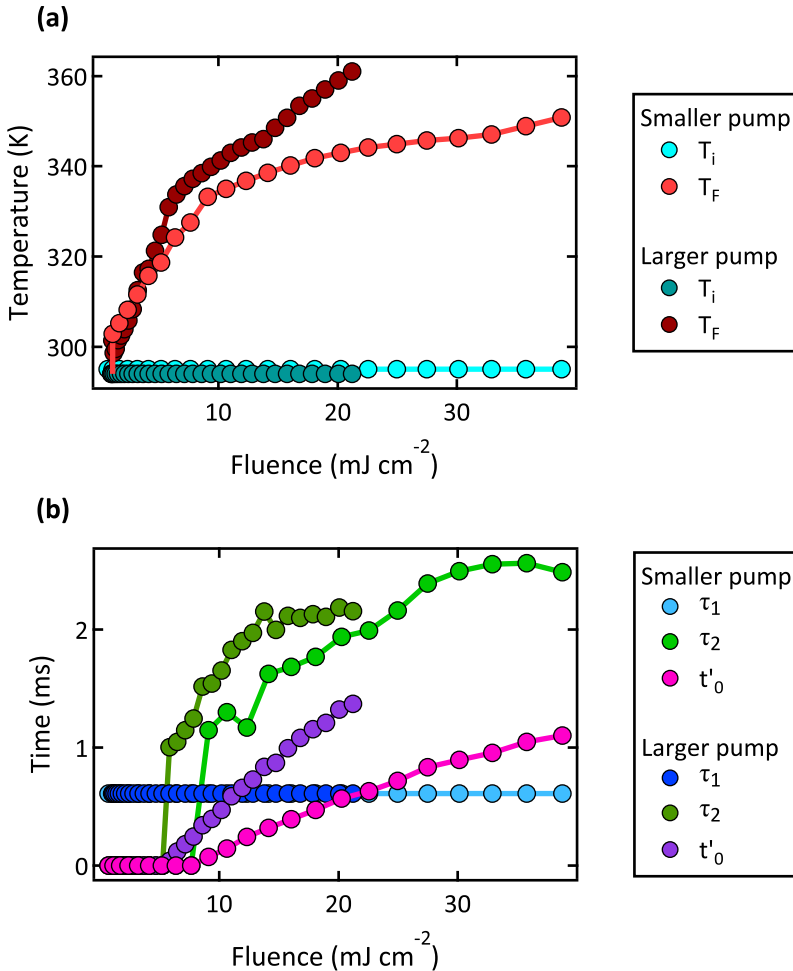 (a)
360
340
320
300
Temperature (K)
10
20
30
Fluence (mJ cm⁻²)
Smaller pump
Tᵢ
T_F
Larger pump
Tᵢ
T_F
(b)
2
1
0
Time (ms)
10
20
30
Fluence (mJ cm⁻²)
Smaller pump
τ₁
τ₂
t'₀
Larger pump
τ₁
τ₂
t'₀